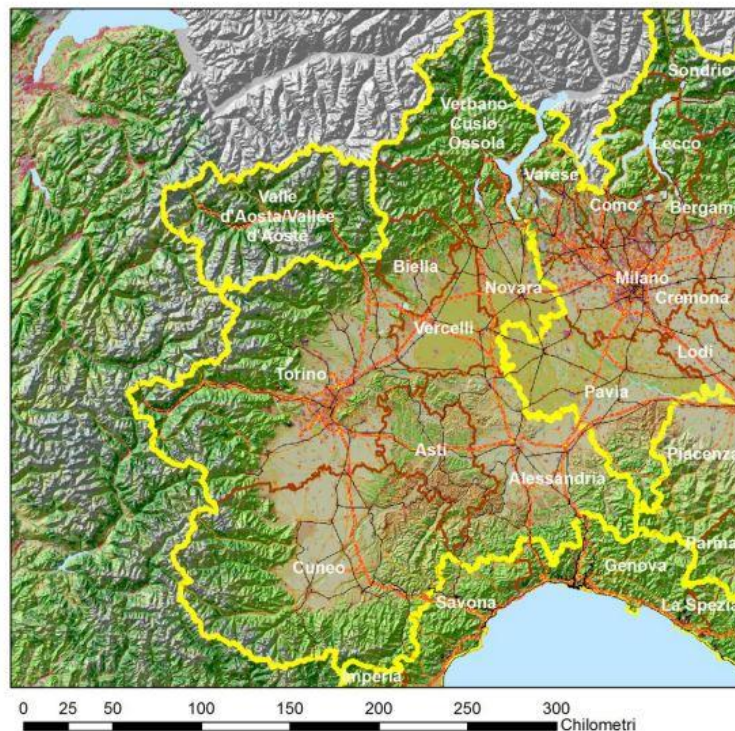 Sondrio
Verbano-
Cusio-
Ossola
Lecco
Varese
Valle
d'Aosta/Vallée
d'Aoste
Como
Bergam
Biella
Milano
Novara
Cremona
Vercelli
Lodi
Torino
Pavia
Asti
Piacenza
Alessandria
Parma
Cuneo
Genova
Savona
La Spezia
Imperia
0 25 50 100 150 200 250 300
Chilometri